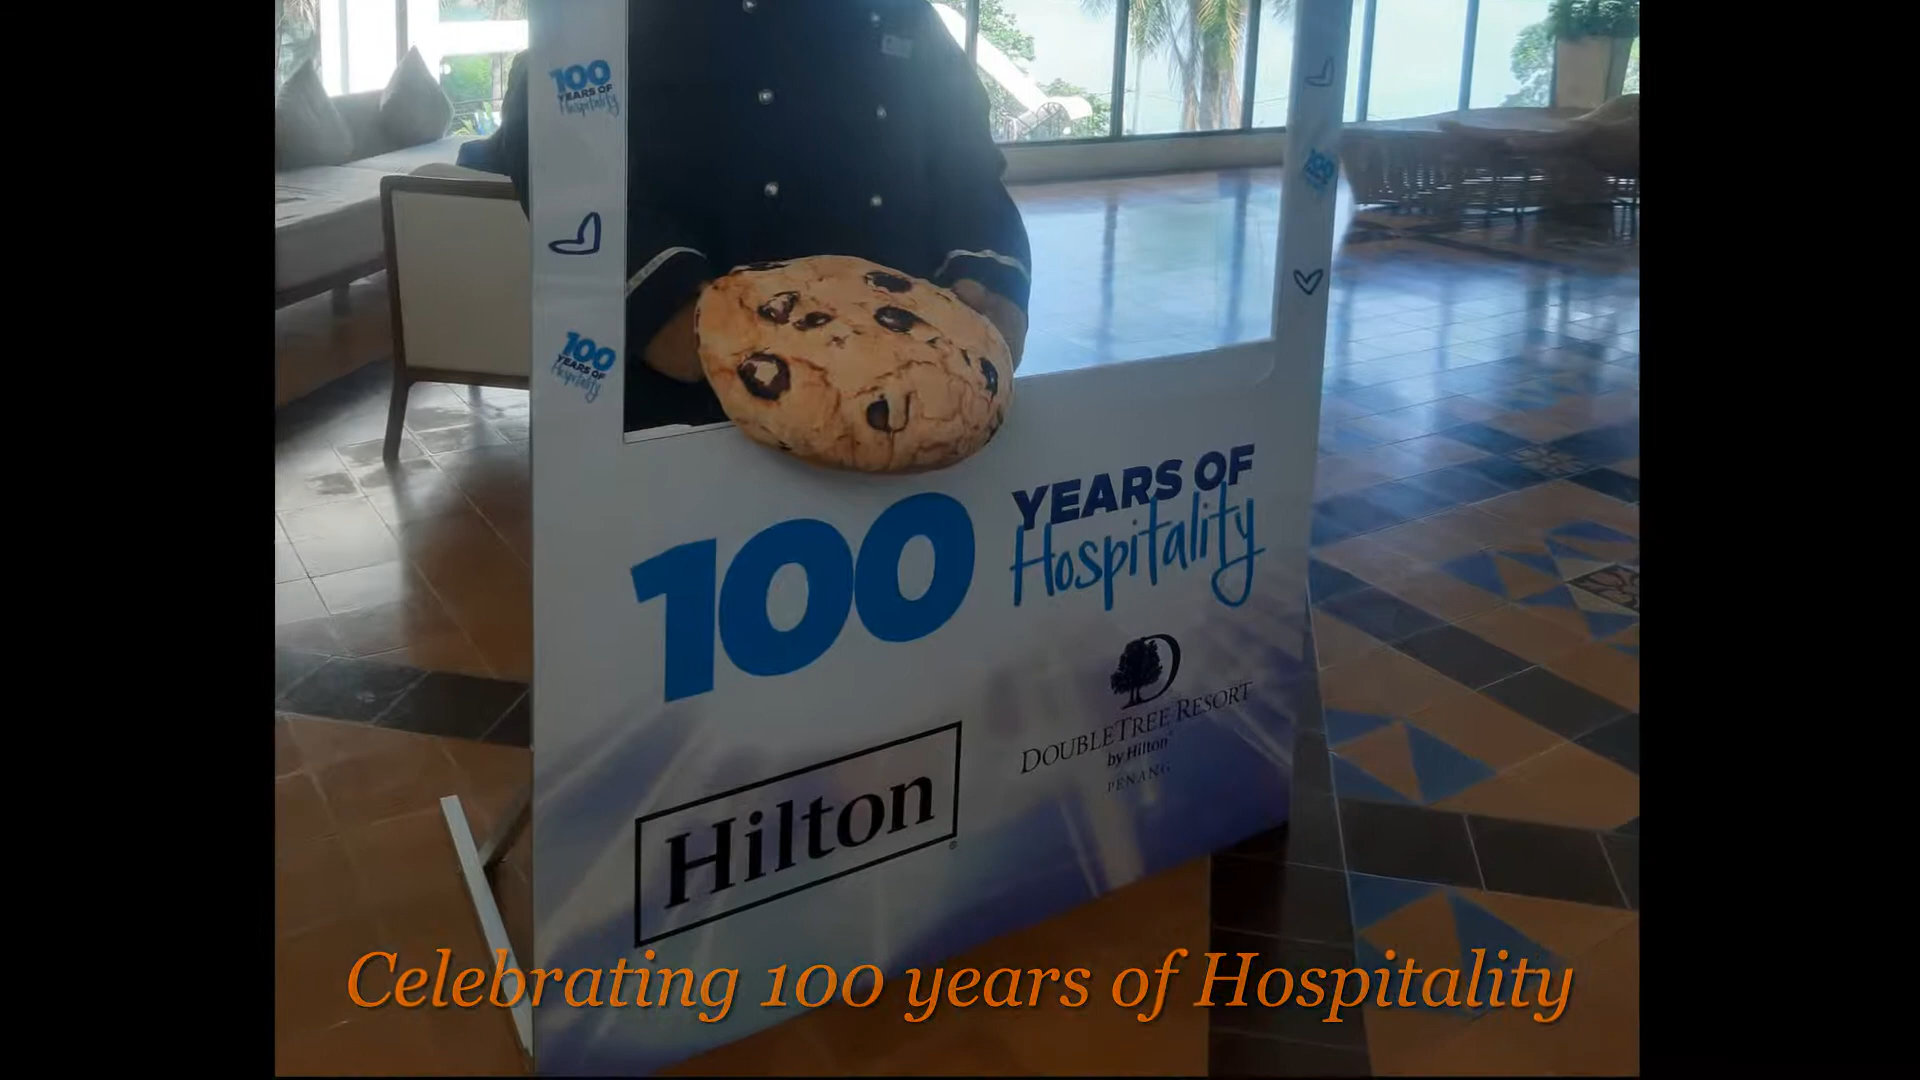 100
YEARS OF
Hospitality
100
YEARS OF
Hospitality
100
100
YEARS OF
Hospitality
DOUBLETREE RESORT
by Hilton
PENANG
Hilton
Celebrating 100 years of Hospitality